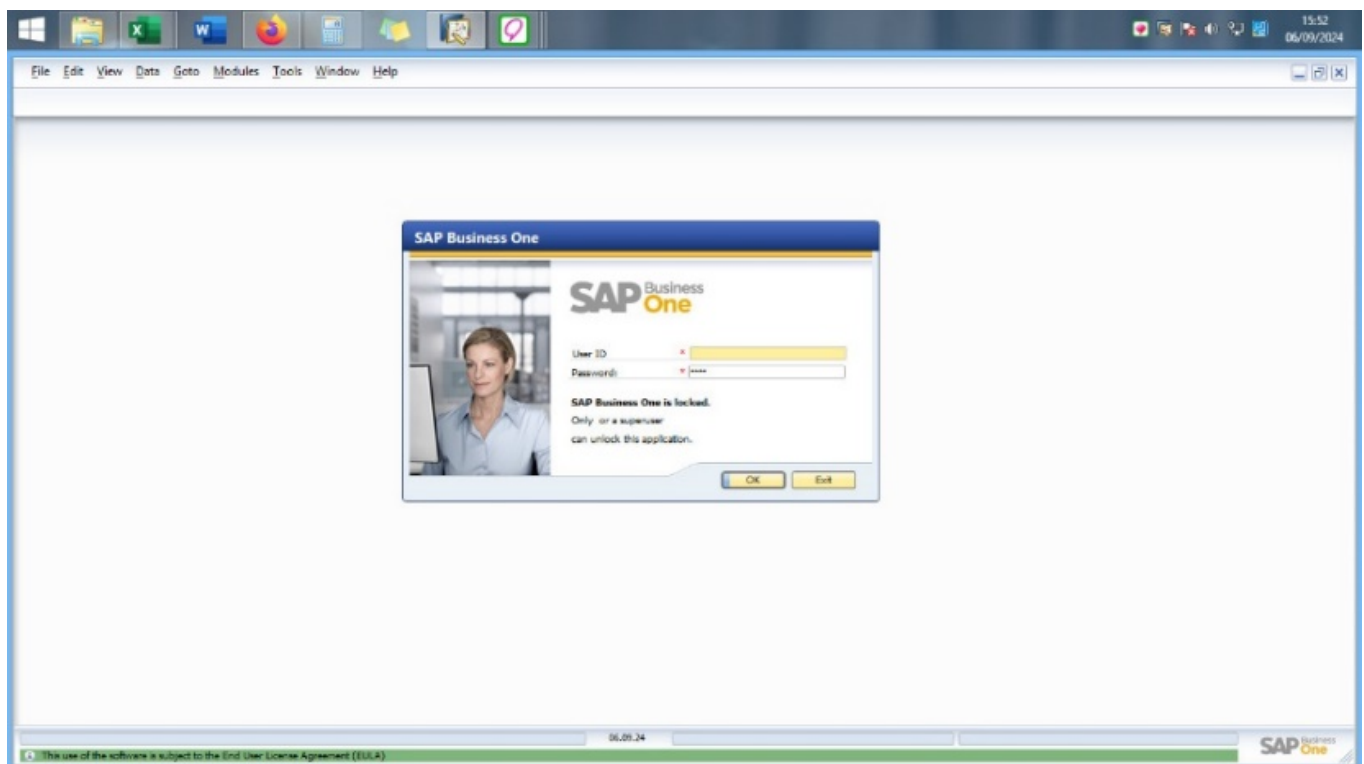 15:52
06/09/2024
File Edit View Data Goto Modules Tools Window Help
SAP Business One
SAP Business One
User ID *
Password: * ****
SAP Business One is locked.
Only or a superuser
can unlock this application.
OK Exit
06.09.24
This use of the software is subject to the End User License Agreement (EULA)
SAP Business One